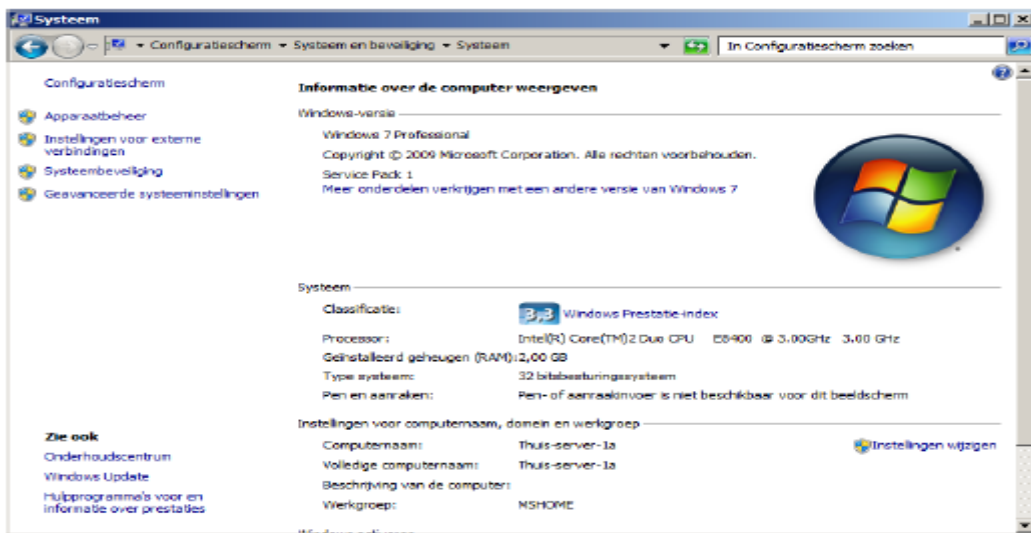 Systeem
Configuratiescherm Systeem en beveiliging Systeem
In Configuratiescherm zoeken
Configuratiescherm
Apparaatbeheer
Instellingen voor externe
verbindingen
Systeembeveiliging
Geavanceerde systeeminstellingen
Zie ook
Onderhoudscentrum
Windows Update
Hulpprogramma's voor en
informatie over prestaties
Informatie over de computer weergeven
Windows-versie
Windows 7 Professional
Copyright © 2009 Microsoft Corporation. Alle rechten voorbehouden.
Service Pack 1
Meer onderdelen verkrijgen met een andere versie van Windows 7
Systeem
Classificatie: 3,3 Windows Prestatie-index
Processor: Intel(R) Core(TM)2 Duo CPU E8400 @ 3.00GHz 3.00 GHz
Geïnstalleerd geheugen (RAM): 2,00 GB
Type systeem: 32 bitsbesturingssysteem
Pen en aanraken: Pen- of aanraakinvoer is niet beschikbaar voor dit beeldscherm
Instellingen voor computernaam, domein en werkgroep
Computernaam: Thuis-server-1a
Instellingen wijzigen
Volledige computernaam: Thuis-server-1a
Beschrijving van de computer:
Werkgroep: MSHOME